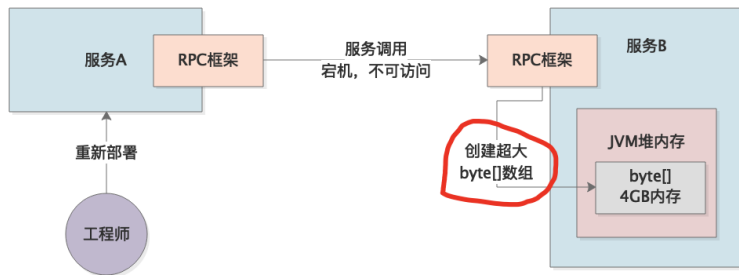 服务A
RPC框架
服务调用
宕机，不可访问
RPC框架
服务B
重新部署
创建超大
byte[]数组
JVM堆内存
byte[]
4GB内存
工程师